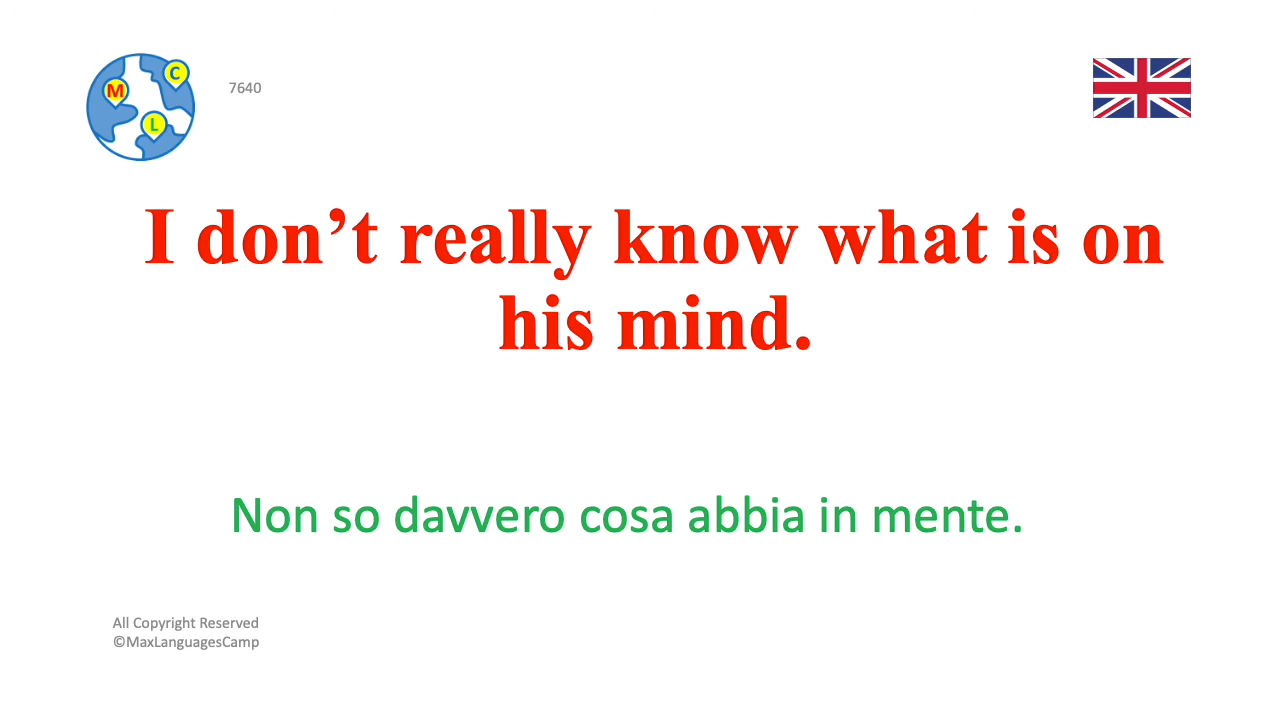 M
C
L
7640
I don’t really know what is on
his mind.
Non so davvero cosa abbia in mente.
All Copyright Reserved
©MaxLanguagesCamp